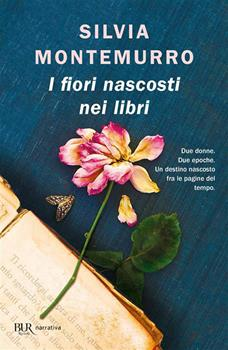 SILVIA
MONTEMURRO
I fiori nascosti
nei libri
Due donne.
Due epoche.
Un destino nascosto
fra le pagine del
tempo.
BUR
Rizzoli
narrativa